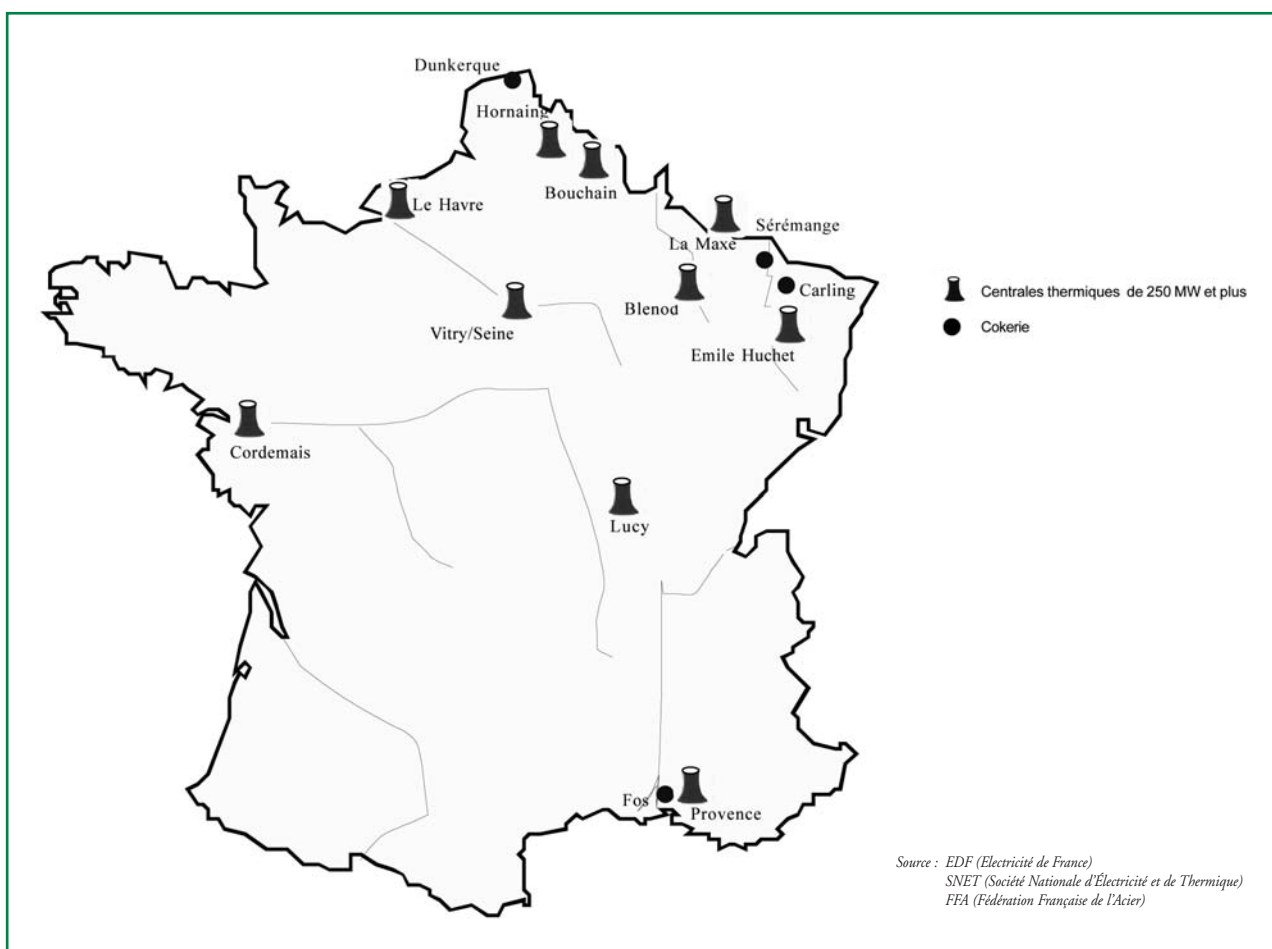 Dunkerque
Hornaing
Bouchain
Le Havre
Sérémange
La Maxe
Carling
Blenod
Vitry/Seine
Emile Huchet
Centrales thermiques de 250 MW et plus
Cokerie
Cordemais
Lucy
Fos
Provence
Source : EDF (Electricité de France)
SNET (Société Nationale d'Électricité et de Thermique)
FFA (Fédération Française de l'Acier)